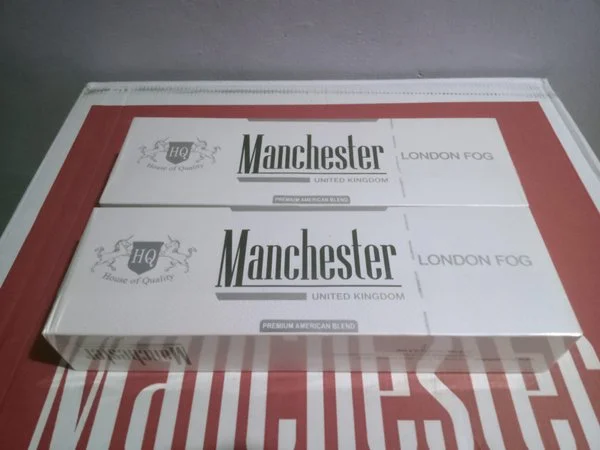 HQ
House of Quality
Manchester
UNITED KINGDOM
PREMIUM AMERICAN BLEND
LONDON FOG
HQ
House of Quality
Manchester
UNITED KINGDOM
PREMIUM AMERICAN BLEND
LONDON FOG
Manchester
Manchester